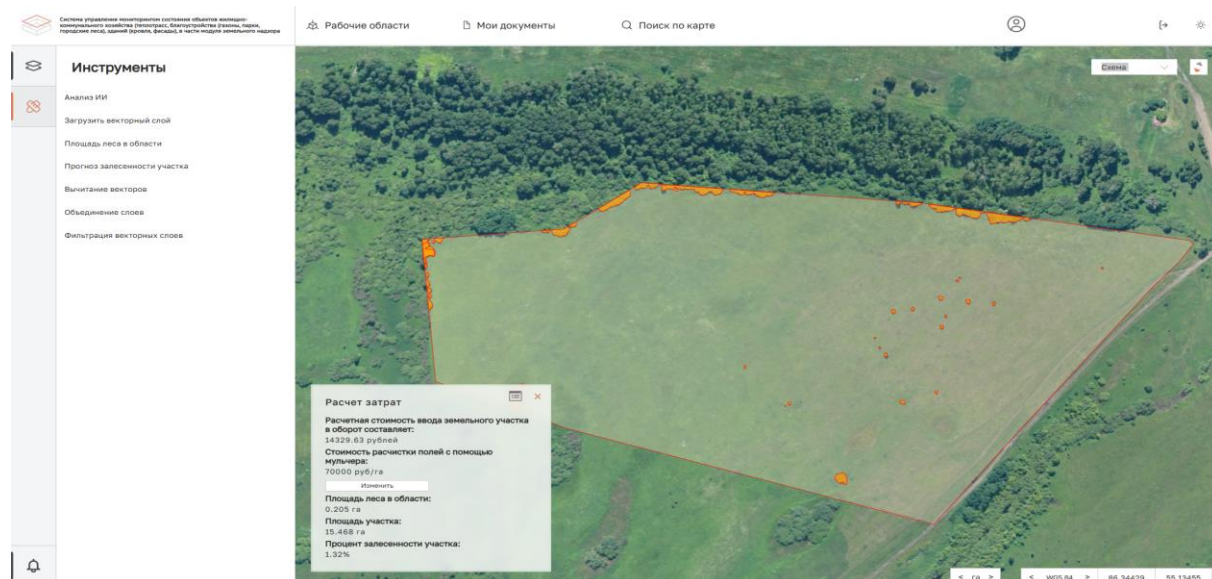 Система управления мониторингом состояние объектов жилищно-
коммунального хозяйства (теплотрасс, благоустройства (газоны, парки,
городские леса), зданий (кровля, фасады), в части модуля земельного надзора
Рабочие области
Мои документы
Поиск по карте
Инструменты
Схема
Анализ ИИ
Загрузить векторный слой
Площадь леса в области
Прогноз залесенности участка
Вычитание векторов
Объединение слоев
Фильтрация векторных слоев
Расчет затрат
Расчетная стоимость ввода земельного участка
в оборот составляет:
14329.63 рублей
Стоимость расчистки полей с помощью
мульчера:
70000 руб/га
Изменить
Площадь леса в области:
0.205 га
Площадь участка:
15.468 га
Процент залесенности участка:
1.32%
< га > < WGS 84 > 86.34429 55.13455